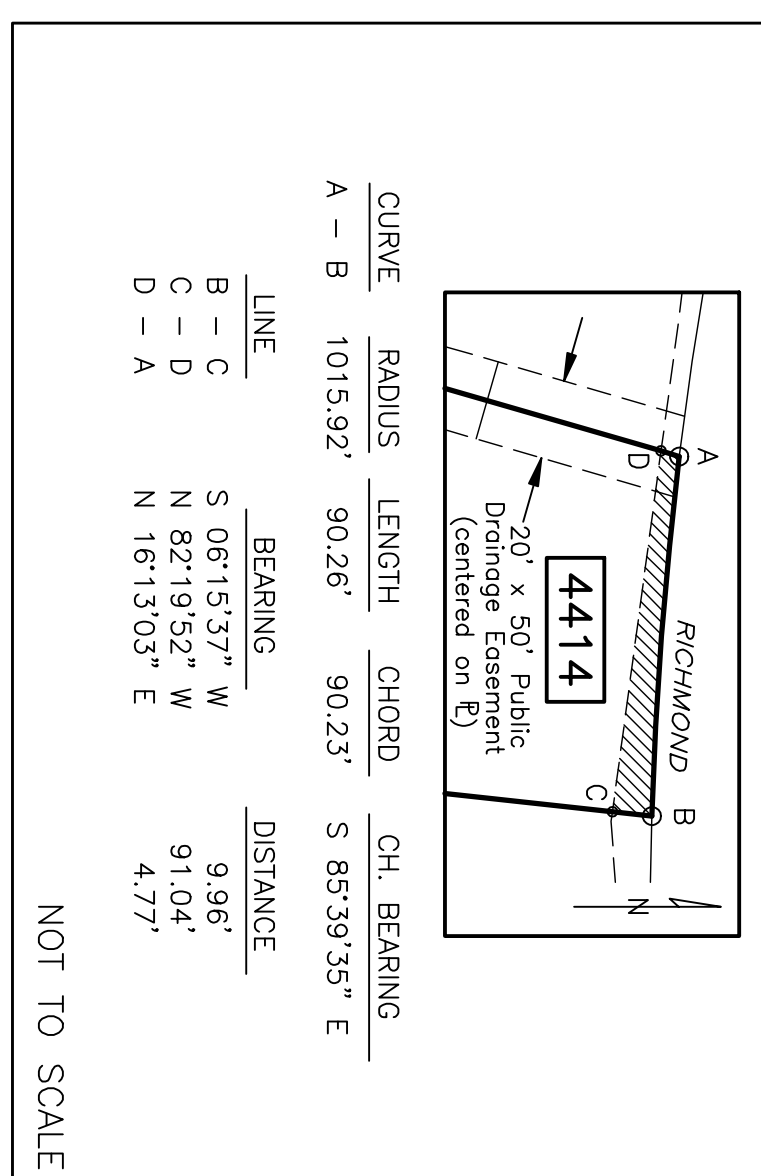 A
RICHMOND
B
D
C
N
4414
20' x 50' Public
Drainage Easement
(centered on ℄)
CURVE RADIUS LENGTH CHORD CH. BEARING
A - B 1015.92' 90.26' 90.23' S 85°39'35" E
LINE BEARING DISTANCE
B - C S 06°15'37" W 9.96'
C - D N 82°19'52" W 91.04'
D - A N 16°13'03" E 4.77'
NOT TO SCALE